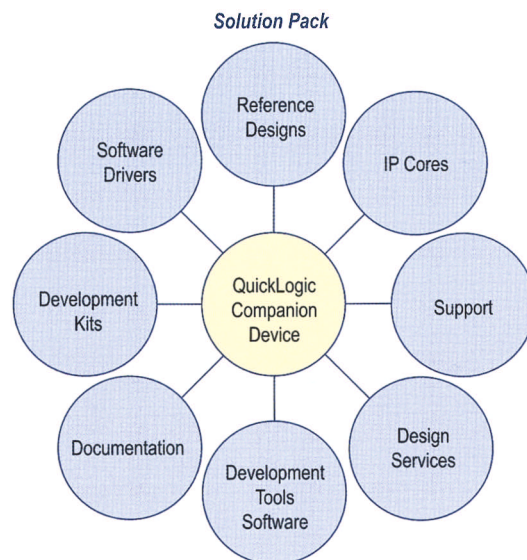 Solution Pack
Reference
Designs
Software
Drivers
IP Cores
QuickLogic
Companion
Device
Development
Kits
Support
Documentation
Design
Services
Development
Tools
Software